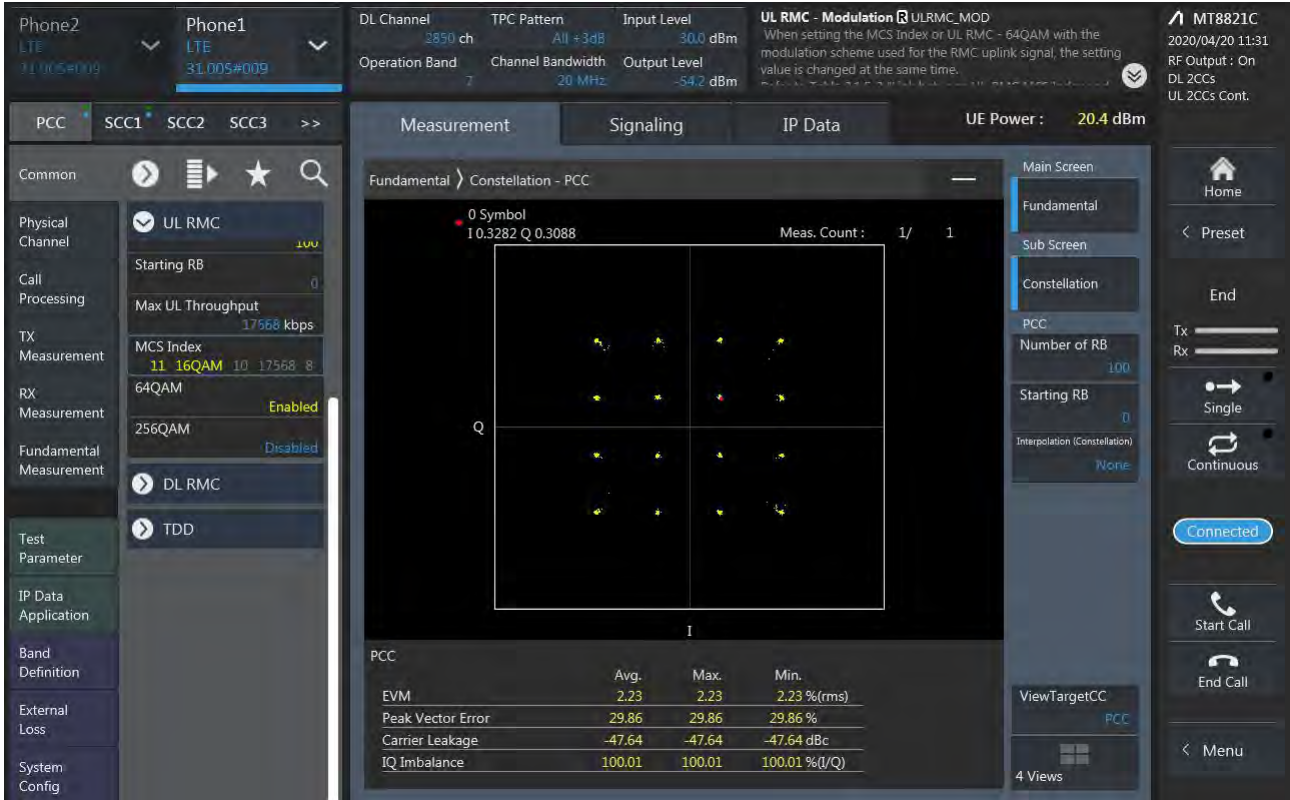 Phone2
LTE
31.005#009
Phone1
LTE
31.005#009
DL Channel
2850 ch
Operation Band
7
TPC Pattern
All +3dB
Channel Bandwidth
20 MHz
Input Level
30.0 dBm
Output Level
-54.2 dBm
UL RMC - Modulation R ULRMC_MOD
When setting the MCS Index or UL RMC - 64QAM with the
modulation scheme used for the RMC uplink signal, the setting
value is changed at the same time.
MT8821C
2020/04/20 11:31
RF Output : On
DL 2CCs
UL 2CCs Cont.
PCC SCC1 SCC2 SCC3 >>
Measurement Signaling IP Data
UE Power : 20.4 dBm
Common
Physical
Channel
Call
Processing
TX
Measurement
RX
Measurement
Fundamental
Measurement
Test
Parameter
IP Data
Application
Band
Definition
External
Loss
System
Config
UL RMC
100
Starting RB
0
Max UL Throughput
17568 kbps
MCS Index
11 16QAM 10 17568 8
64QAM
Enabled
256QAM
Disabled
DL RMC
TDD
Fundamental Constellation - PCC
0 Symbol
I 0.3282 Q 0.3088
Meas. Count : 1/ 1
Q
I
PCC
Avg. Max. Min.
EVM 2.23 2.23 2.23 %(rms)
Peak Vector Error 29.86 29.86 29.86 %
Carrier Leakage -47.64 -47.64 -47.64 dBc
IQ Imbalance 100.01 100.01 100.01 %(I/Q)
Main Screen
Fundamental
Sub Screen
Constellation
PCC
Number of RB
100
Starting RB
0
Interpolation (Constellation)
None
ViewTargetCC
PCC
4 Views
Home
< Preset
End
Tx
Rx
Single
Continuous
Connected
Start Call
End Call
< Menu